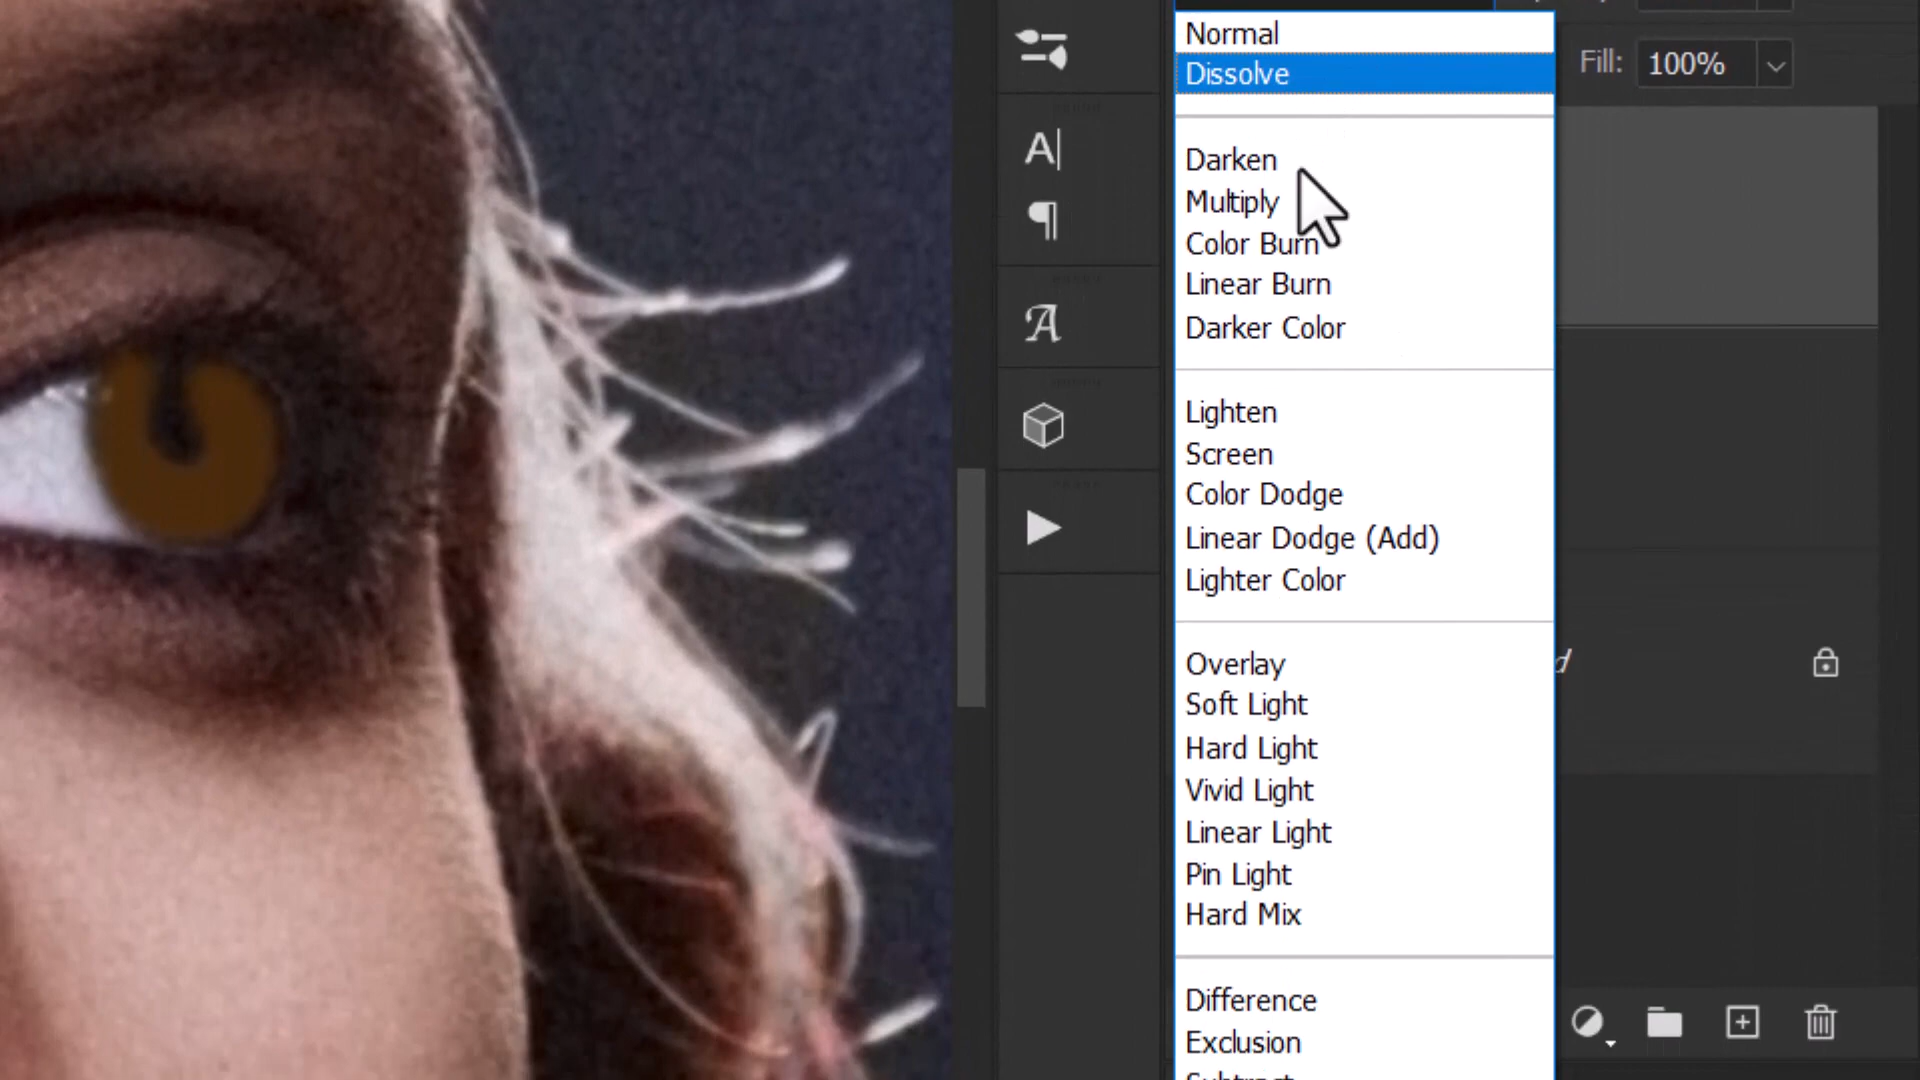 Normal
Fill: 100%
Dissolve
Darken
Multiply
Color Burn
Linear Burn
Darker Color
Lighten
Screen
Color Dodge
Linear Dodge (Add)
Lighter Color
Overlay
Soft Light
Hard Light
Vivid Light
Linear Light
Pin Light
Hard Mix
Difference
Exclusion